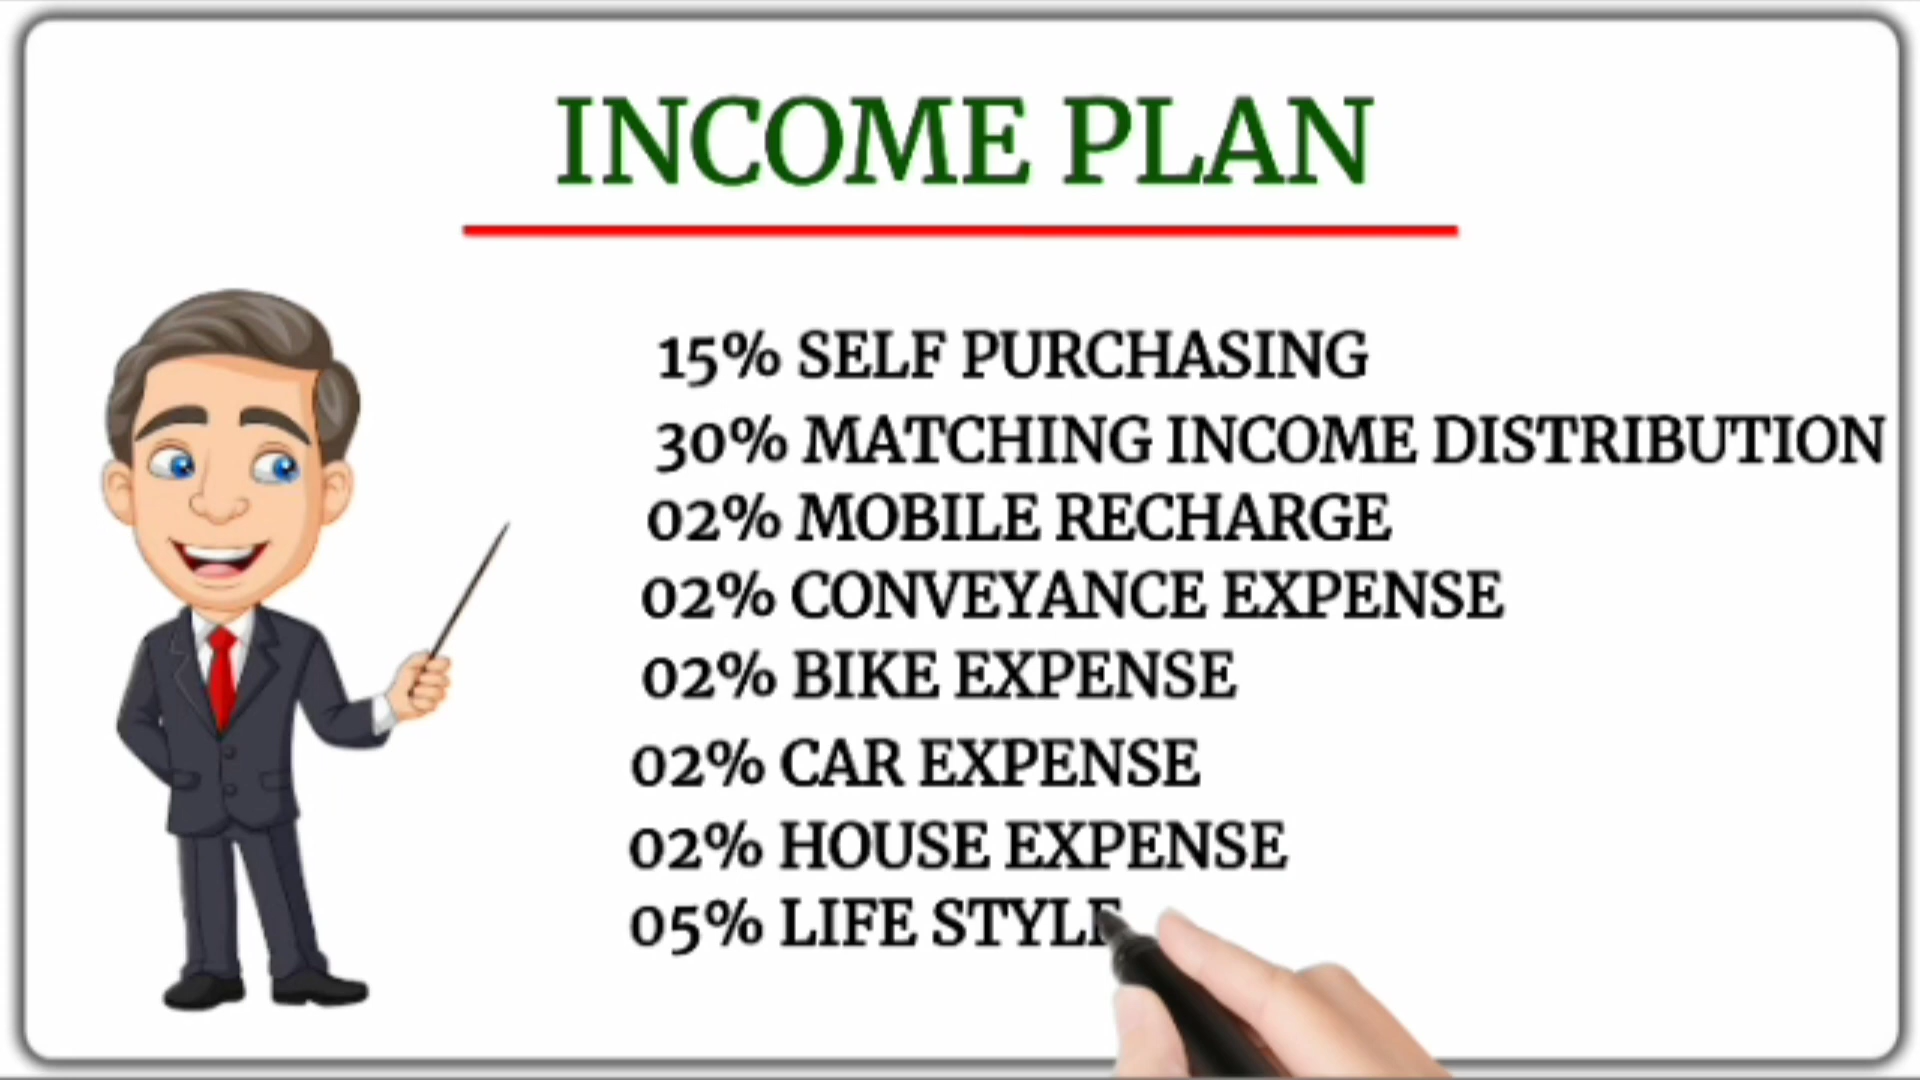 INCOME PLAN
15% SELF PURCHASING
30% MATCHING INCOME DISTRIBUTION
02% MOBILE RECHARGE
02% CONVEYANCE EXPENSE
02% BIKE EXPENSE
02% CAR EXPENSE
02% HOUSE EXPENSE
05% LIFE STYLE